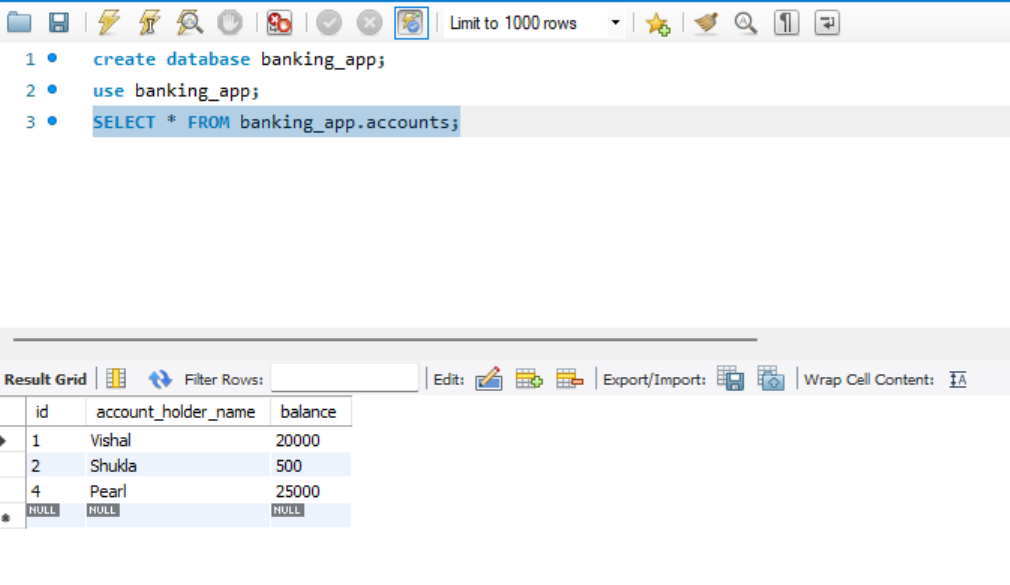 Limit to 1000 rows
1 create database banking_app;
2 use banking_app;
3 SELECT * FROM banking_app.accounts;
Result Grid Filter Rows: Edit: Export/Import: Wrap Cell Content: IA
id account_holder_name balance
1 Vishal 20000
2 Shukla 500
4 Pearl 25000
NULL NULL NULL